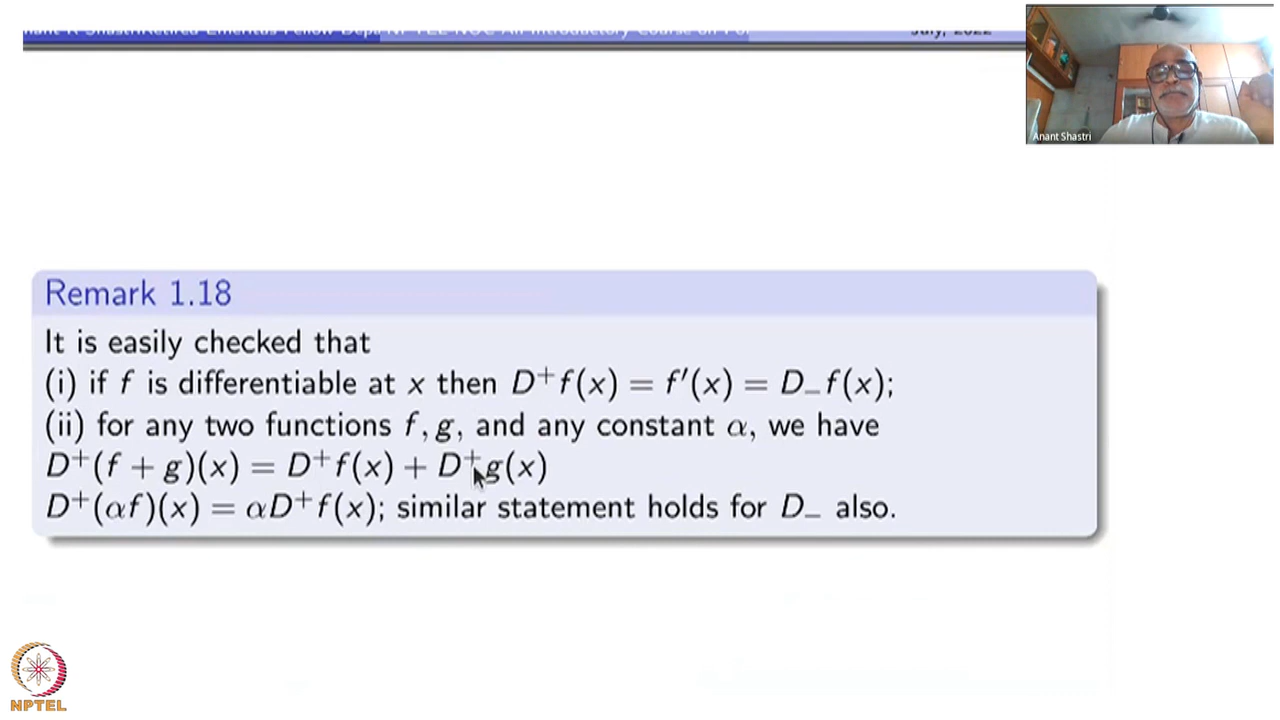 July, 2022
Anant Shastri
Remark 1.18
It is easily checked that
(i) if f is differentiable at x then D⁺f(x) = f′(x) = D₋f(x);
(ii) for any two functions f, g, and any constant α, we have
D⁺(f + g)(x) = D⁺f(x) + D⁺g(x)
D⁺(αf)(x) = αD⁺f(x); similar statement holds for D₋ also.
NPTEL